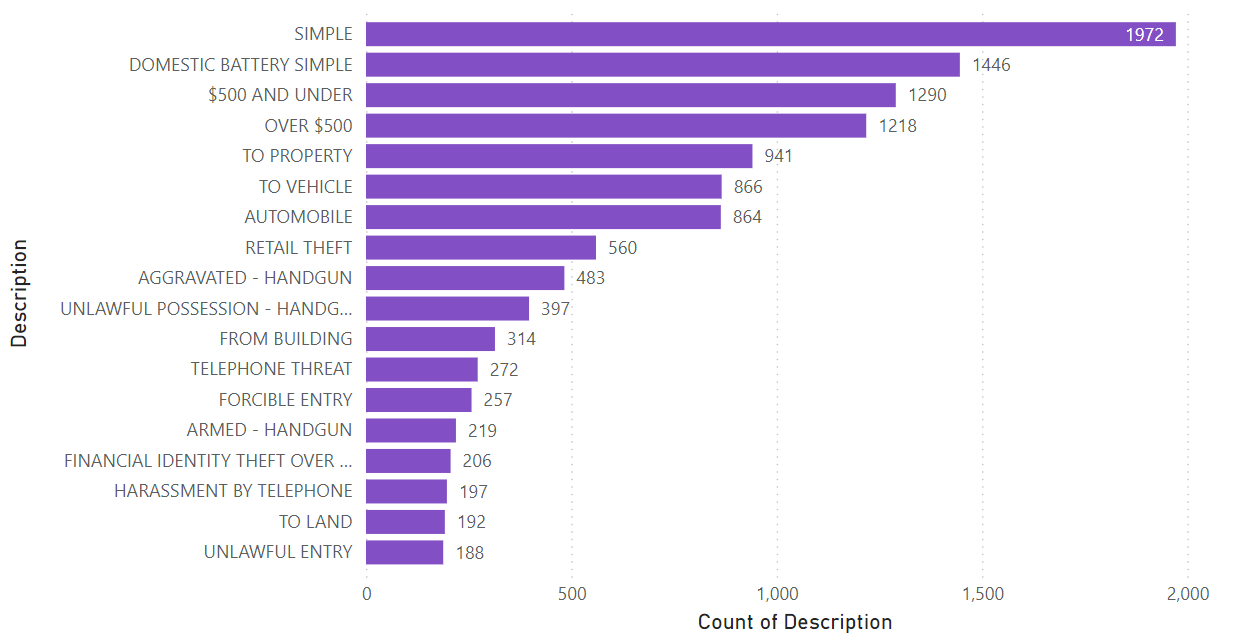 SIMPLE 1972
DOMESTIC BATTERY SIMPLE 1446
$500 AND UNDER 1290
OVER $500 1218
TO PROPERTY 941
TO VEHICLE 866
AUTOMOBILE 864
RETAIL THEFT 560
AGGRAVATED - HANDGUN 483
UNLAWFUL POSSESSION - HANDG... 397
FROM BUILDING 314
TELEPHONE THREAT 272
FORCIBLE ENTRY 257
ARMED - HANDGUN 219
FINANCIAL IDENTITY THEFT OVER ... 206
HARASSMENT BY TELEPHONE 197
TO LAND 192
UNLAWFUL ENTRY 188
Description
0 500 1,000 1,500 2,000
Count of Description